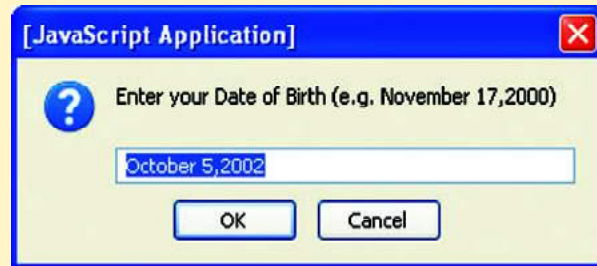 [JavaScript Application]
Enter your Date of Birth (e.g. November 17,2000)
October 5,2002
OK Cancel